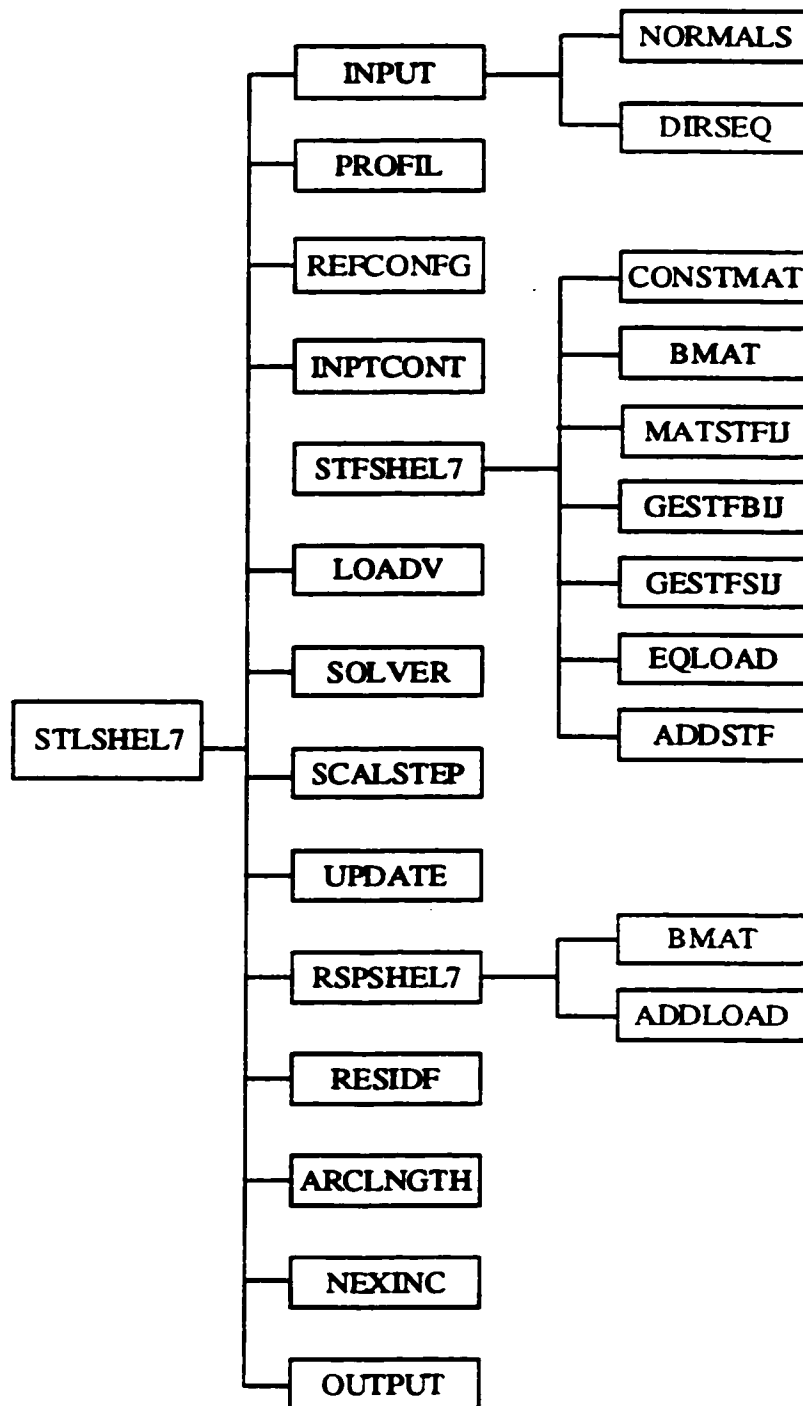 STLSHEL7
INPUT
PROFIL
REFCONFG
INPTCONT
STFSHEL7
LOADV
SOLVER
SCALSTEP
UPDATE
RSPSHEL7
RESIDF
ARCLNGTH
NEXINC
OUTPUT
NORMALS
DIRSEQ
CONSTMAT
BMAT
MATSTFIJ
GESTFBIJ
GESTFSIJ
EQLOAD
ADDSTF
BMAT
ADDLOAD